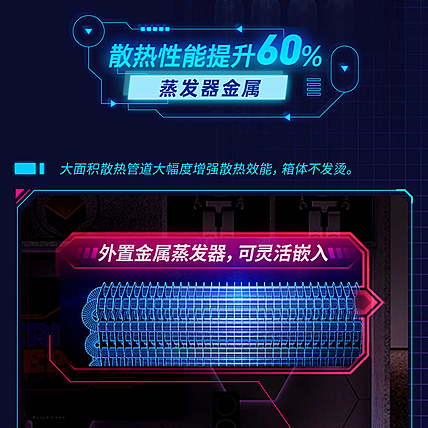 散热性能提升60%
蒸发器金属
大面积散热管道大幅度增强散热效能，箱体不发烫。
外置金属蒸发器，可灵活嵌入